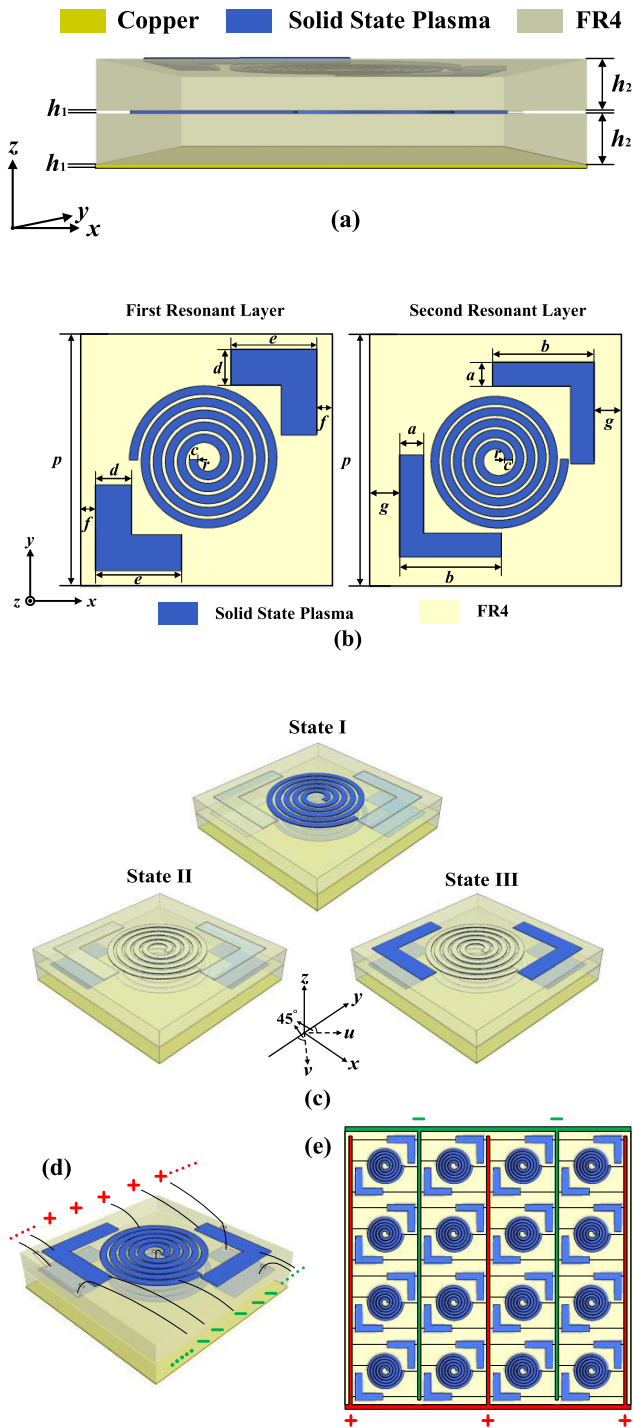 Copper Solid State Plasma FR4
h1 h2
h1 h2
z
y
x
(a)
First Resonant Layer Second Resonant Layer
e b
d a
f g
p c r p a r c
d
f g
e b
y
z x
Solid State Plasma FR4
(b)
State I
State II State III
z
y
45°
u
v x
(c)
(d) (e)
− −
+ + + + +
− − − − −
+ + +